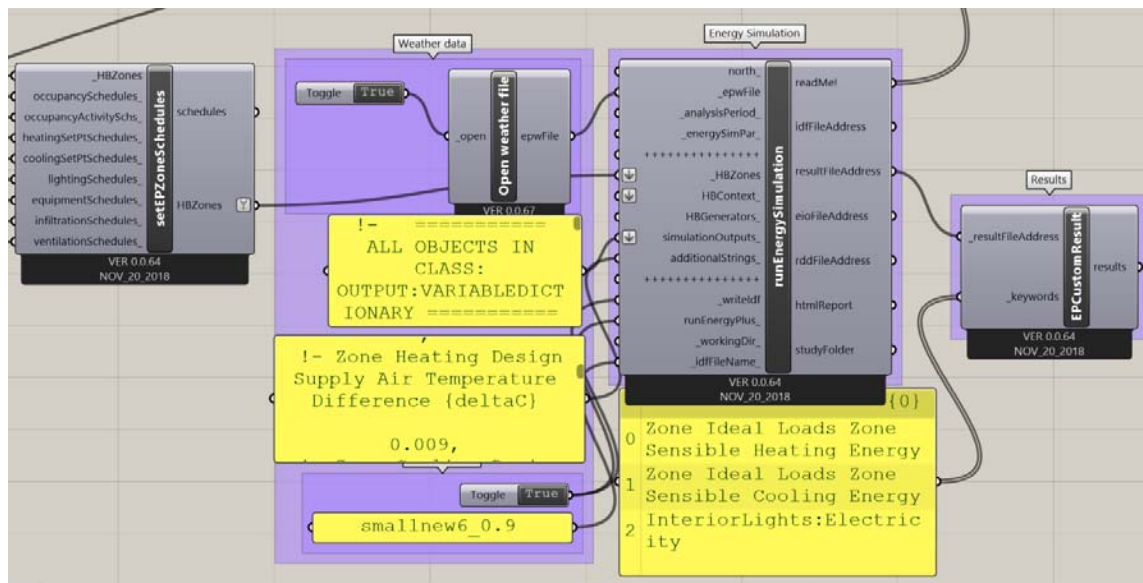 _HBZones
occupancySchedules_
occupancyActivitySchs_
heatingSetPtSchedules_
coolingSetPtSchedules_
lightingSchedules_
equipmentSchedules_
infiltrationSchedules_
ventilationSchedules_
setEPZoneSchedules
schedules
HBZones
VER 0.0.64
NOV_20_2018
Weather data
Toggle True
_open
Open weather file
epwFile
VER 0.0.67
!- ===========
ALL OBJECTS IN
CLASS:
OUTPUT:VARIABLEDICT
IONARY ===========
!- Zone Heating Design
Supply Air Temperature
Difference {deltaC}
0.009,
Toggle True
smallnew6_0.9
Energy Simulation
north_
_epwFile
_analysisPeriod_
_energySimPar_
+++++++++++++++
_HBZones
HBContext_
HBGenerators_
simulationOutputs_
additionalStrings_
+++++++++++++++
_writeIdf
runEnergyPlus_
_workingDir_
_idfFileName_
runEnergySimulation
readMe!
idfFileAddress
resultFileAddress
eioFileAddress
rddFileAddress
htmlReport
studyFolder
VER 0.0.64
NOV_20_2018
{0}
0 Zone Ideal Loads Zone
Sensible Heating Energy
1 Zone Ideal Loads Zone
Sensible Cooling Energy
2 InteriorLights:Electric
ity
Results
_resultFileAddress
_keywords
EPCustomResult
results
VER 0.0.64
NOV_20_2018